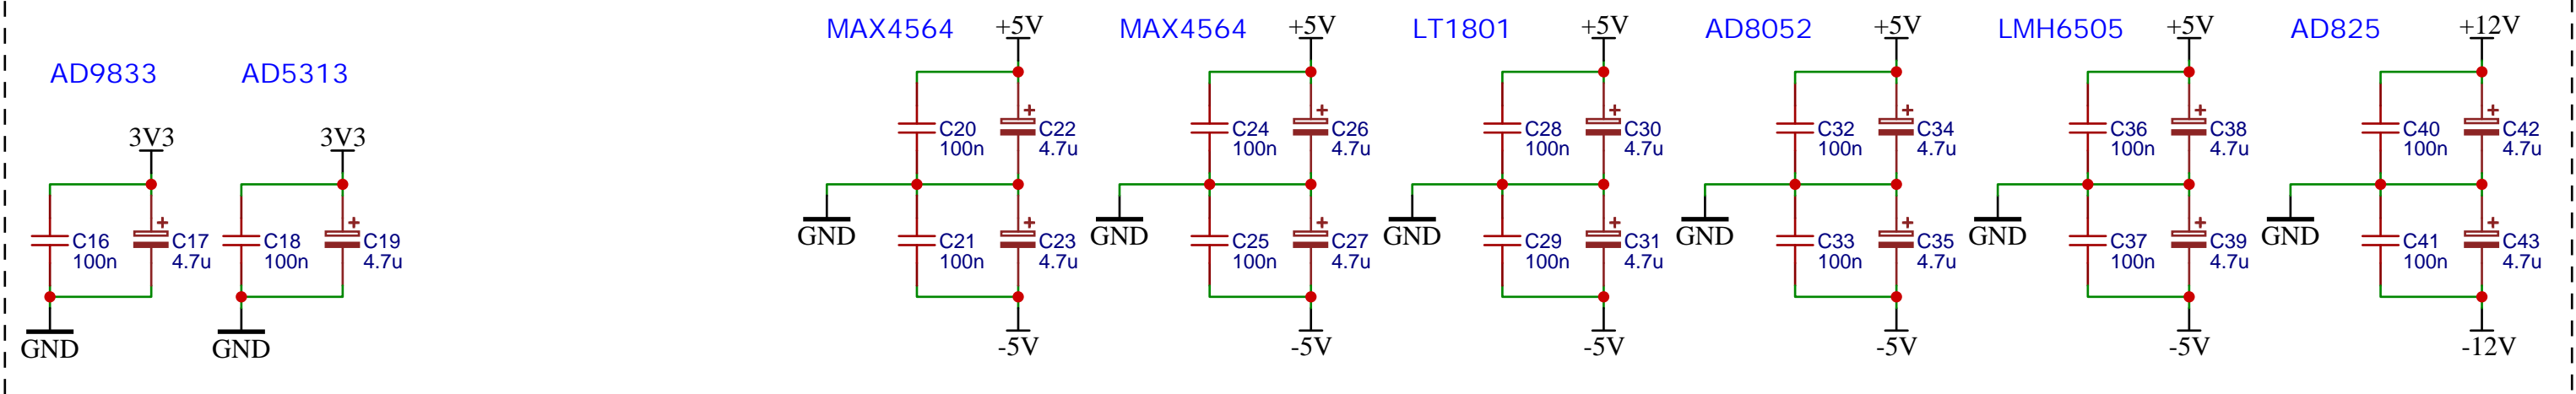 MAX4564 +5V MAX4564 +5V LT1801 +5V AD8052 +5V LMH6505 +5V AD825 +12V
AD9833 AD5313
3V3 3V3
C20 C22 C24 C26 C28 C30 C32 C34 C36 C38 C40 C42
100n 4.7u 100n 4.7u 100n 4.7u 100n 4.7u 100n 4.7u 100n 4.7u
GND GND GND GND GND GND
C16 C17 C18 C19 C21 C23 C25 C27 C29 C31 C33 C35 C37 C39 C41 C43
100n 4.7u 100n 4.7u 100n 4.7u 100n 4.7u 100n 4.7u 100n 4.7u 100n 4.7u 100n 4.7u
GND GND -5V -5V -5V -5V -5V -12V